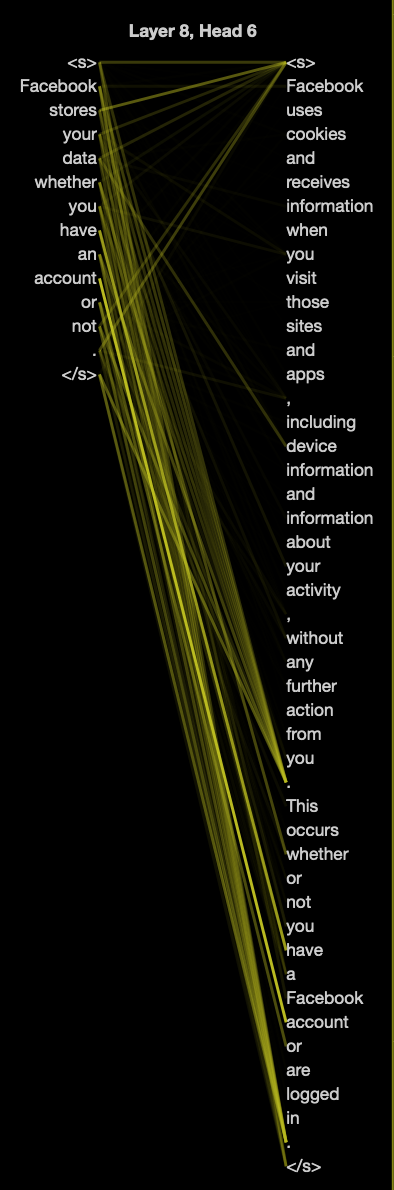 Layer 8, Head 6
<s> <s>
Facebook Facebook
stores uses
your cookies
data and
whether receives
you information
have when
an you
account visit
or those
not sites
. and
</s> apps
,
including
device
information
and
information
about
your
activity
,
without
any
further
action
from
you
.
This
occurs
whether
or
not
you
have
a
Facebook
account
or
are
logged
in
.
</s>